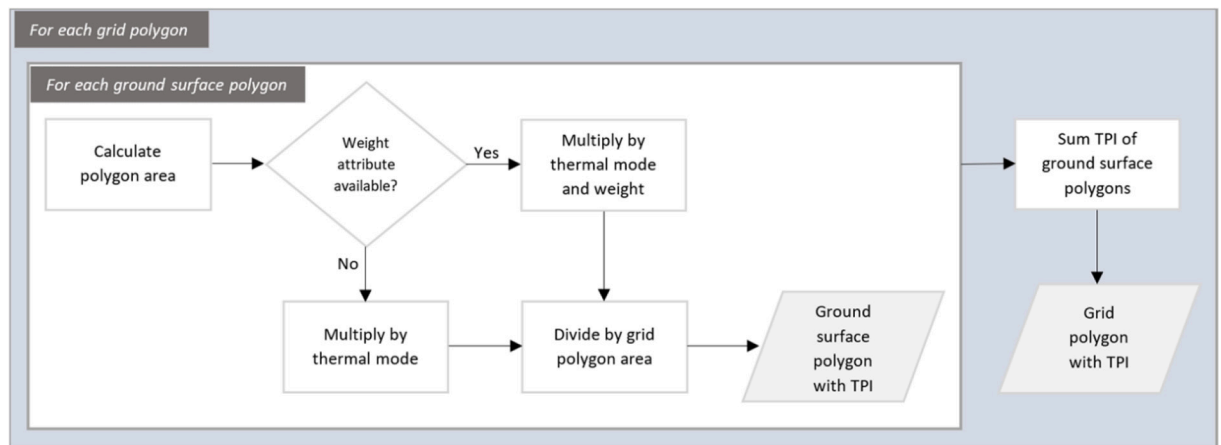 For each grid polygon
For each ground surface polygon
Calculate
polygon area
Weight
attribute
available?
Yes
Multiply by
thermal mode
and weight
No
Multiply by
thermal mode
Divide by grid
polygon area
Ground
surface
polygon
with TPI
Sum TPI of
ground surface
polygons
Grid
polygon
with TPI